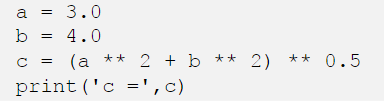 a = 3.0
b = 4.0
c = (a ** 2 + b ** 2) ** 0.5
print('c =',c)